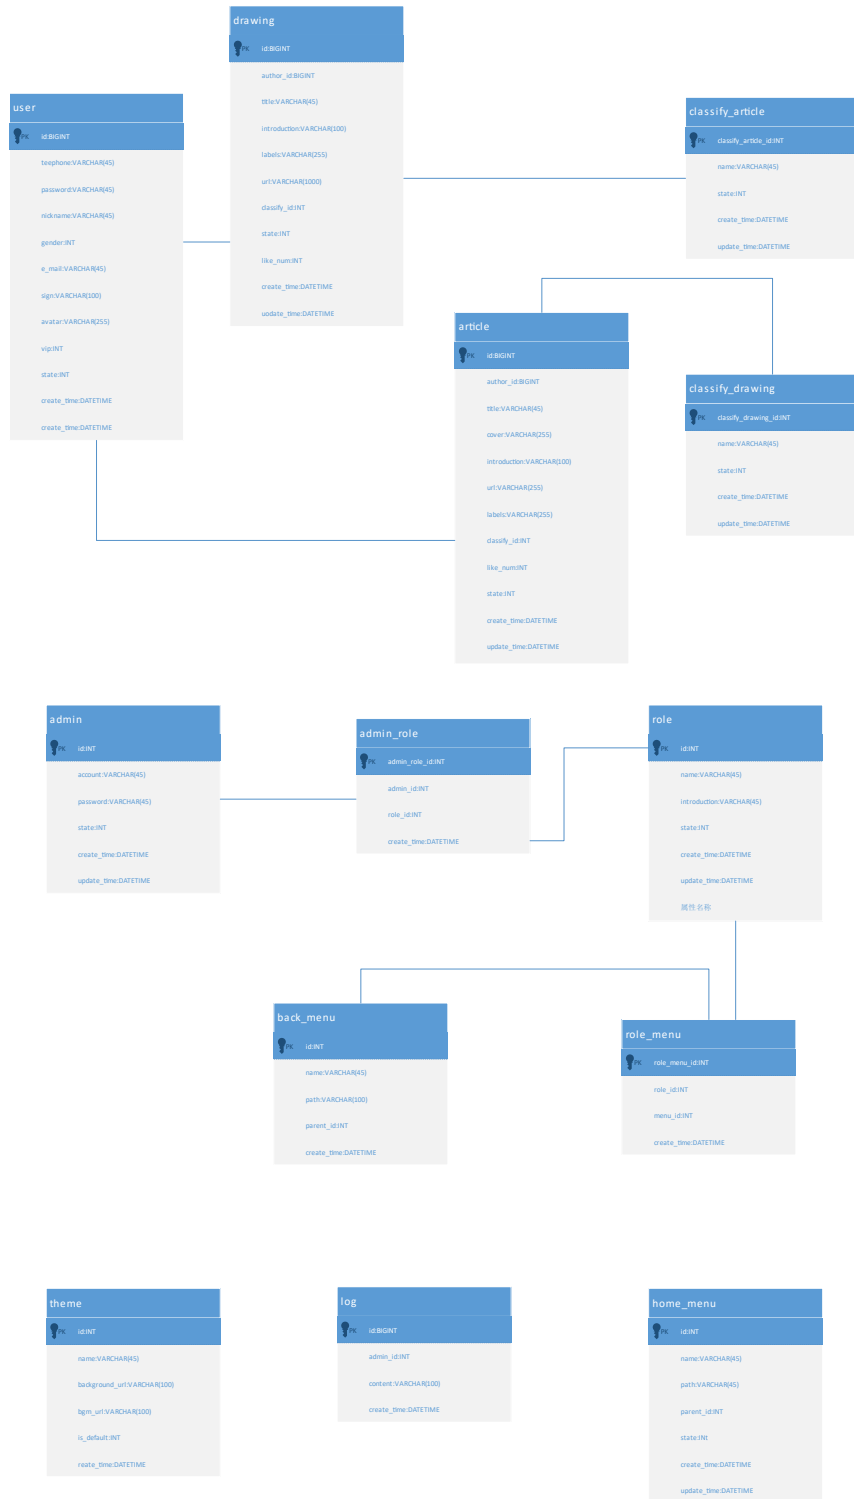 drawing
PK id:BIGINT
author_id:BIGINT
title:VARCHAR(45)
introduction:VARCHAR(100)
labels:VARCHAR(255)
url:VARCHAR(1000)
classify_id:INT
state:INT
like_num:INT
create_time:DATETIME
uodate_time:DATETIME
user
PK id:BIGINT
teephone:VARCHAR(45)
password:VARCHAR(45)
nickname:VARCHAR(45)
gender:INT
e_mail:VARCHAR(45)
sign:VARCHAR(100)
avatar:VARCHAR(255)
vip:INT
state:INT
create_time:DATETIME
create_time:DATETIME
classify_article
PK classify_article_id:INT
name:VARCHAR(45)
state:INT
create_time:DATETIME
update_time:DATETIME
article
PK id:BIGINT
author_id:BIGINT
title:VARCHAR(45)
cover:VARCHAR(255)
introduction:VARCHAR(100)
url:VARCHAR(255)
labels:VARCHAR(255)
classify_id:INT
like_num:INT
state:INT
create_time:DATETIME
update_time:DATETIME
classify_drawing
PK classify_drawing_id:INT
name:VARCHAR(45)
state:INT
create_time:DATETIME
update_time:DATETIME
admin
PK id:INT
account:VARCHAR(45)
password:VARCHAR(45)
state:INT
create_time:DATETIME
update_time:DATETIME
admin_role
PK admin_role_id:INT
admin_id:INT
role_id:INT
create_time:DATETIME
role
PK id:INT
name:VARCHAR(45)
introduction:VARCHAR(45)
state:INT
create_time:DATETIME
update_time:DATETIME
属性名称
back_menu
PK id:INT
name:VARCHAR(45)
path:VARCHAR(100)
parent_id:INT
create_time:DATETIME
role_menu
PK role_menu_id:INT
role_id:INT
menu_id:INT
create_time:DATETIME
theme
PK id:INT
name:VARCHAR(45)
background_url:VARCHAR(100)
bgm_url:VARCHAR(100)
is_default:INT
reate_time:DATETIME
log
PK id:BIGINT
admin_id:INT
content:VARCHAR(100)
create_time:DATETIME
home_menu
PK id:INT
name:VARCHAR(45)
path:VARCHAR(45)
parent_id:INT
state:INt
create_time:DATETIME
update_time:DATETIME